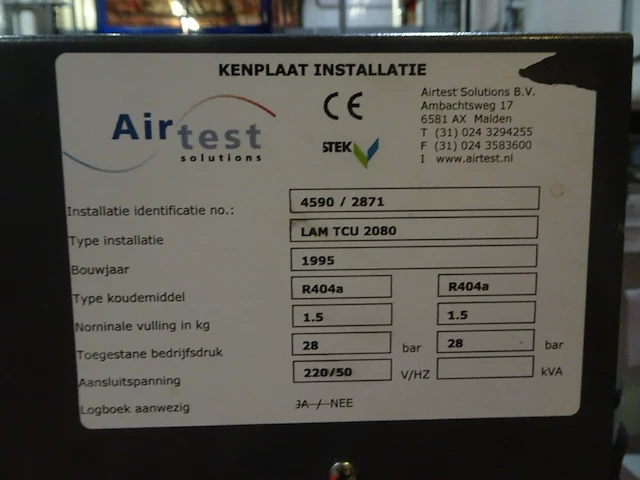 KENPLAAT INSTALLATIE
Airtest
solutions
CE
STEK
Airtest Solutions B.V.
Ambachtsweg 17
6581 AX Malden
T (31) 024 3294255
F (31) 024 3583600
I www.airtest.nl
Installatie identificatie no.: 4590 / 2871
Type installatie LAM TCU 2080
Bouwjaar 1995
Type koudemiddel R404a R404a
Nominale vulling in kg 1.5 1.5
Toegestane bedrijfsdruk 28 bar 28 bar
Aansluitspanning 220/50 V/HZ kVA
Logboek aanwezig JA / NEE